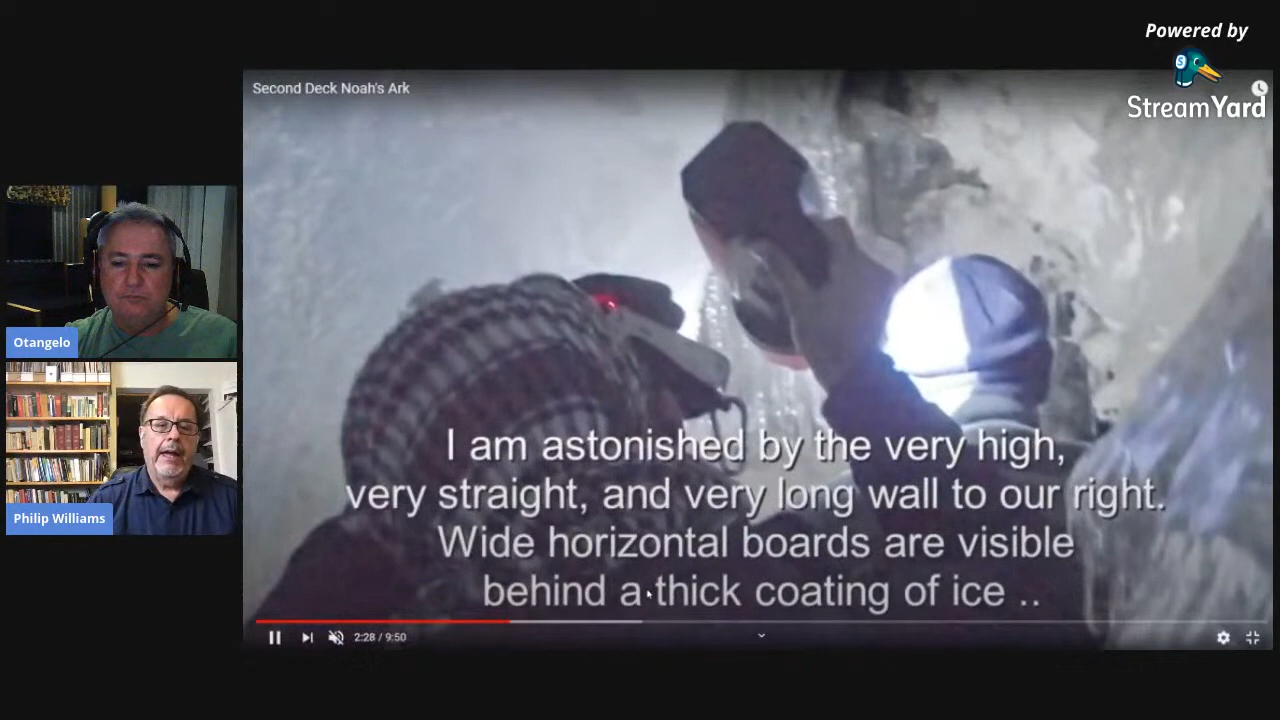 Powered by
StreamYard
Second Deck Noah's Ark
Otangelo
Philip Williams
I am astonished by the very high,
very straight, and very long wall to our right.
Wide horizontal boards are visible
behind a thick coating of ice ..
2:28 / 9:50